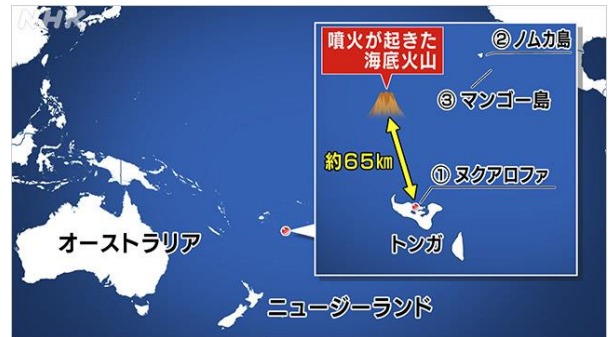 NHK
噴火が起きた
海底火山
②ノムカ島
③マンゴー島
約65km
①ヌクアロファ
トンガ
オーストラリア
ニュージーランド